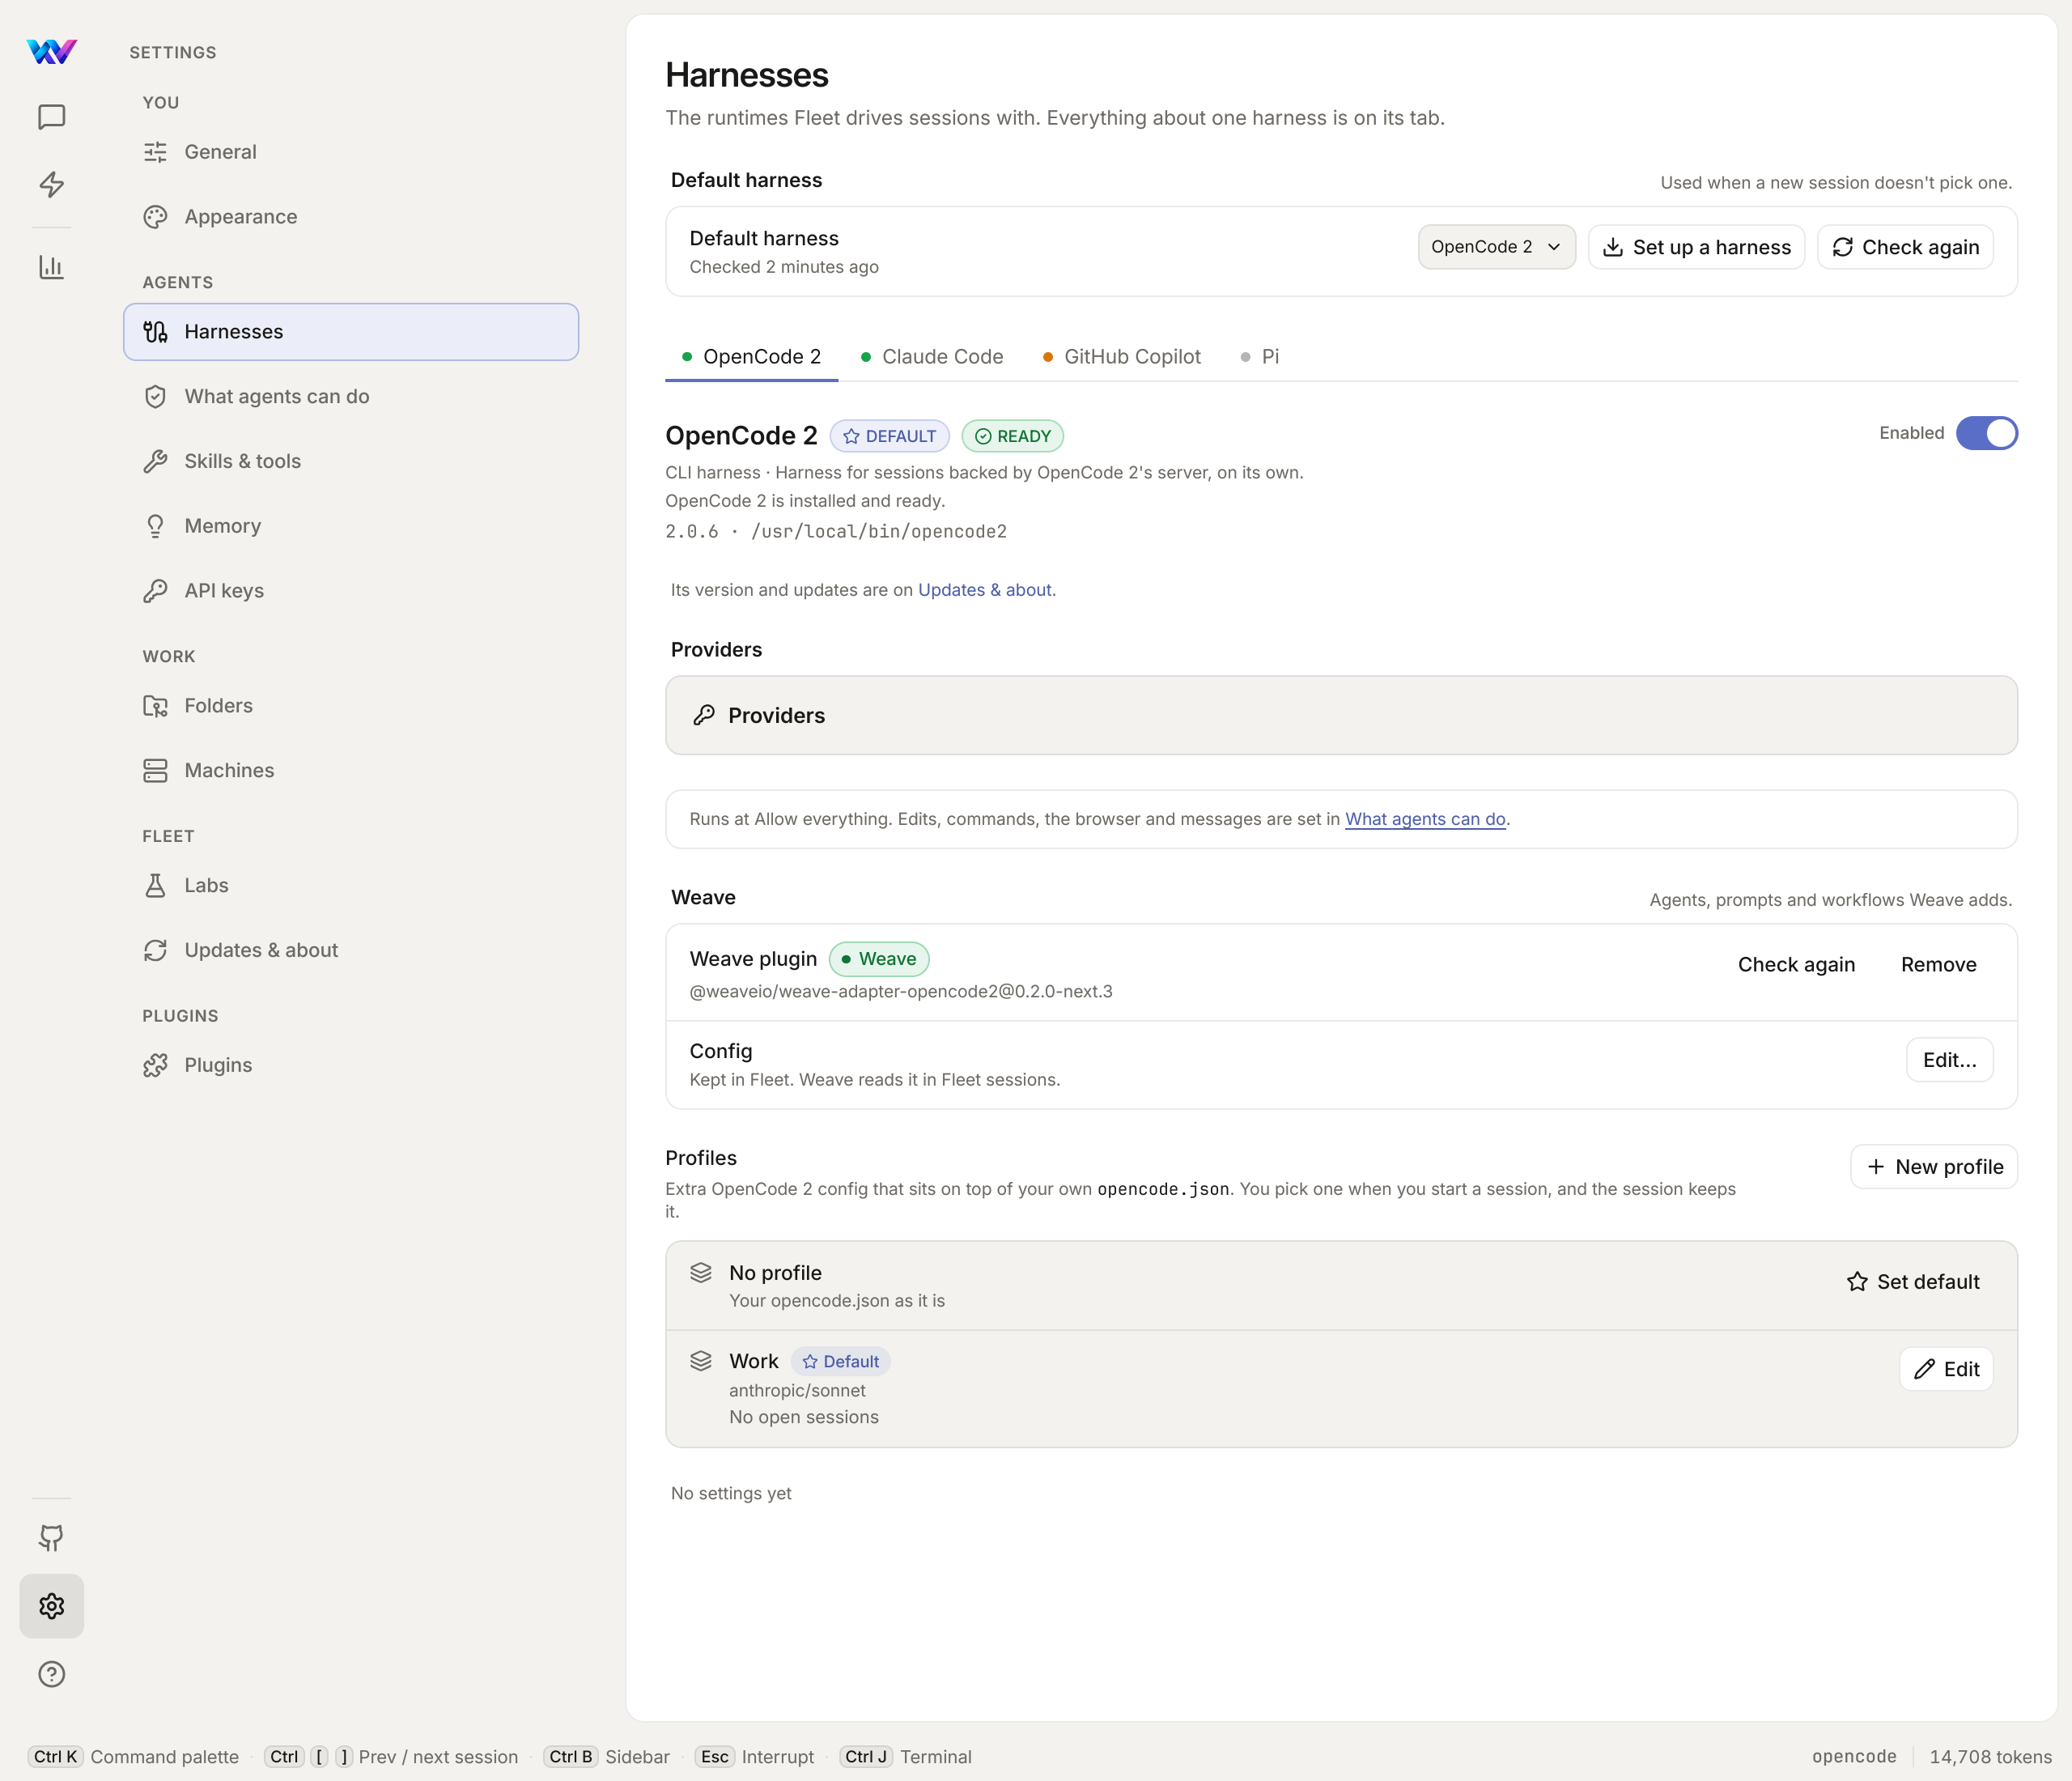 SETTINGS
YOU
General
Appearance
AGENTS
Harnesses
What agents can do
Skills & tools
Memory
API keys
WORK
Folders
Machines
FLEET
Labs
Updates & about
PLUGINS
Plugins
Harnesses
The runtimes Fleet drives sessions with. Everything about one harness is on its tab.
Default harness
Used when a new session doesn't pick one.
Default harness
Checked 2 minutes ago
OpenCode 2
Set up a harness
Check again
OpenCode 2
Claude Code
GitHub Copilot
Pi
OpenCode 2
DEFAULT
READY
Enabled
CLI harness · Harness for sessions backed by OpenCode 2's server, on its own.
OpenCode 2 is installed and ready.
2.0.6 · /usr/local/bin/opencode2
Its version and updates are on Updates & about.
Providers
Providers
Runs at Allow everything. Edits, commands, the browser and messages are set in What agents can do.
Weave
Agents, prompts and workflows Weave adds.
Weave plugin
Weave
@weaveio/weave-adapter-opencode2@0.2.0-next.3
Check again
Remove
Config
Kept in Fleet. Weave reads it in Fleet sessions.
Edit...
Profiles
Extra OpenCode 2 config that sits on top of your own opencode.json. You pick one when you start a session, and the session keeps
it.
New profile
No profile
Your opencode.json as it is
Set default
Work
Default
anthropic/sonnet
No open sessions
Edit
No settings yet
Ctrl K Command palette · Ctrl [ ] Prev / next session · Ctrl B Sidebar · Esc Interrupt · Ctrl J Terminal
opencode
14,708 tokens